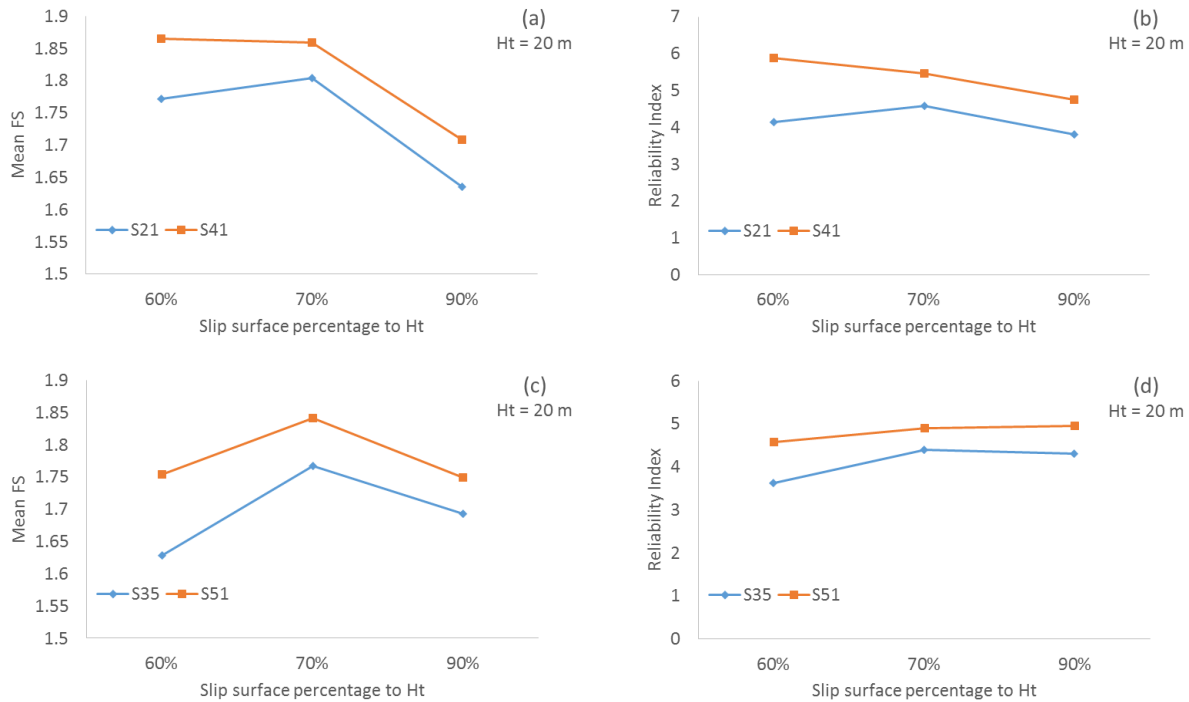 (a)
Ht = 20 m
1.9
1.85
1.8
1.75
1.7
1.65
1.6
1.55
1.5
Mean FS
S21 S41
60% 70% 90%
Slip surface percentage to Ht
(b)
Ht = 20 m
7
6
5
4
3
2
1
0
Reliability Index
S21 S41
60% 70% 90%
Slip surface percentage to Ht
(c)
Ht = 20 m
1.9
1.85
1.8
1.75
1.7
1.65
1.6
1.55
1.5
Mean FS
S35 S51
60% 70% 90%
Slip surface percentage to Ht
(d)
Ht = 20 m
6
5
4
3
2
1
0
Reliability Index
S35 S51
60% 70% 90%
Slip surface percentage to Ht